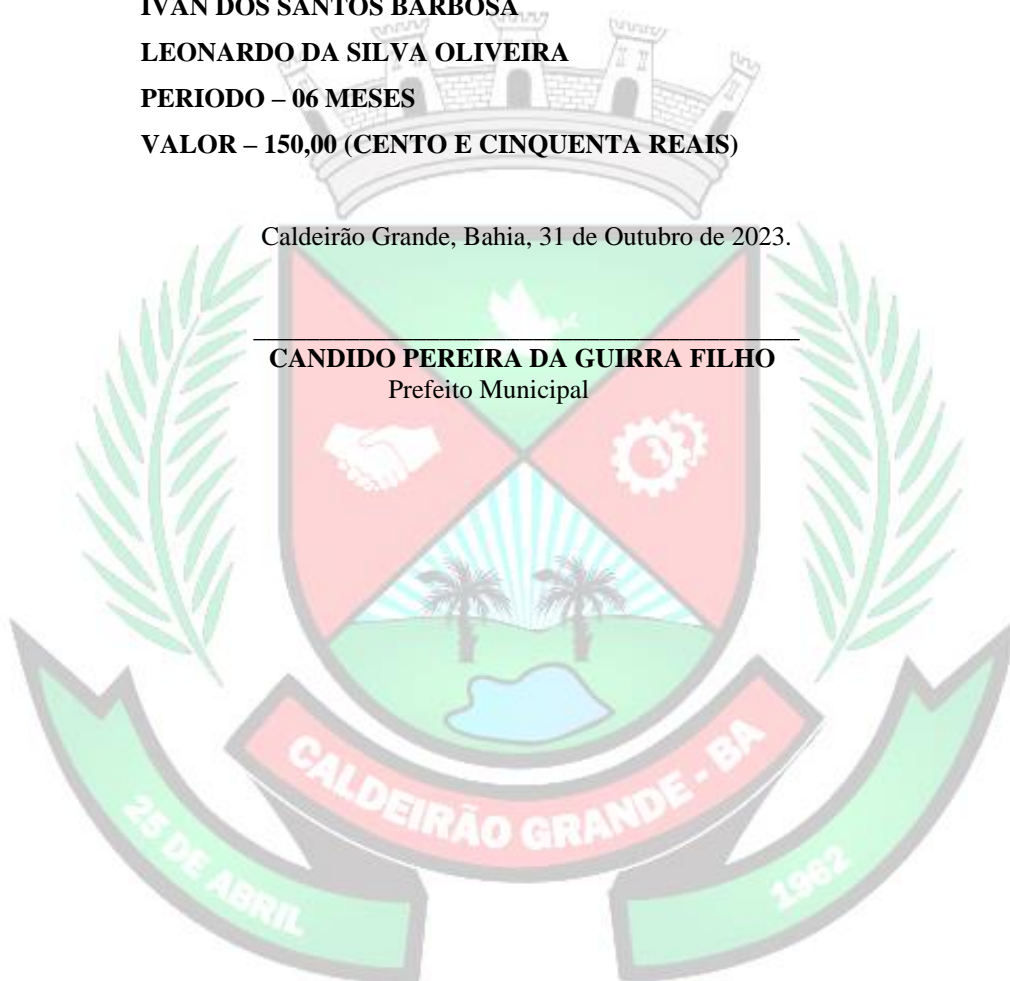 IVAN DOS SANTOS BARBOSA
LEONARDO DA SILVA OLIVEIRA
PERIODO – 06 MESES
VALOR – 150,00 (CENTO E CINQUENTA REAIS)
Caldeirão Grande, Bahia, 31 de Outubro de 2023.
CANDIDO PEREIRA DA GUIRRA FILHO
Prefeito Municipal
CALDEIRÃO GRANDE - BA
25 DE ABRIL
1962